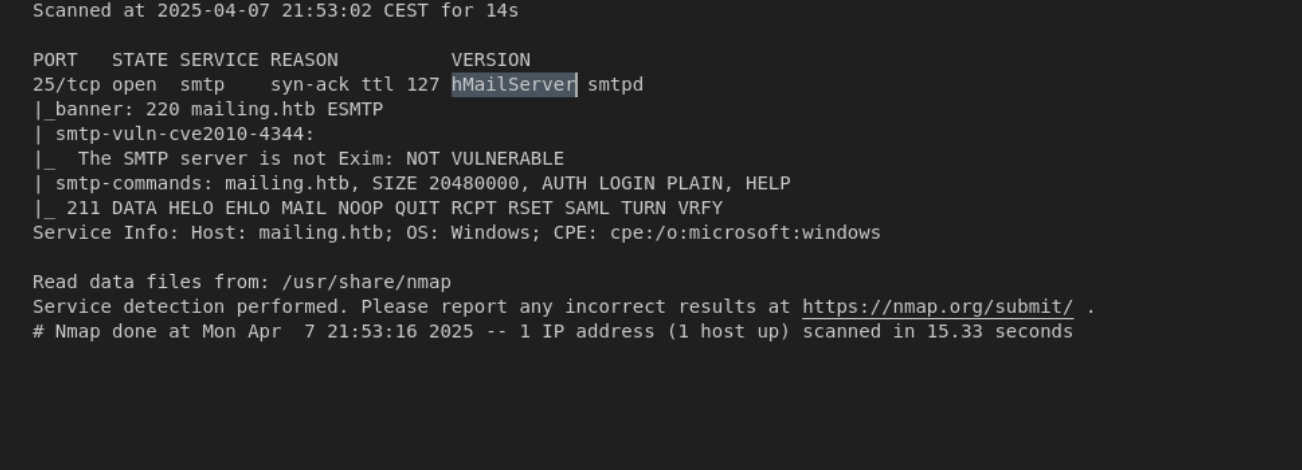 Scanned at 2025-04-07 21:53:02 CEST for 14s
PORT   STATE SERVICE REASON          VERSION
25/tcp open  smtp    syn-ack ttl 127 hMailServer smtpd
|_banner: 220 mailing.htb ESMTP
| smtp-vuln-cve2010-4344:
|_  The SMTP server is not Exim: NOT VULNERABLE
| smtp-commands: mailing.htb, SIZE 20480000, AUTH LOGIN PLAIN, HELP
|_ 211 DATA HELO EHLO MAIL NOOP QUIT RCPT RSET SAML TURN VRFY
Service Info: Host: mailing.htb; OS: Windows; CPE: cpe:/o:microsoft:windows
Read data files from: /usr/share/nmap
Service detection performed. Please report any incorrect results at https://nmap.org/submit/ .
# Nmap done at Mon Apr  7 21:53:16 2025 -- 1 IP address (1 host up) scanned in 15.33 seconds